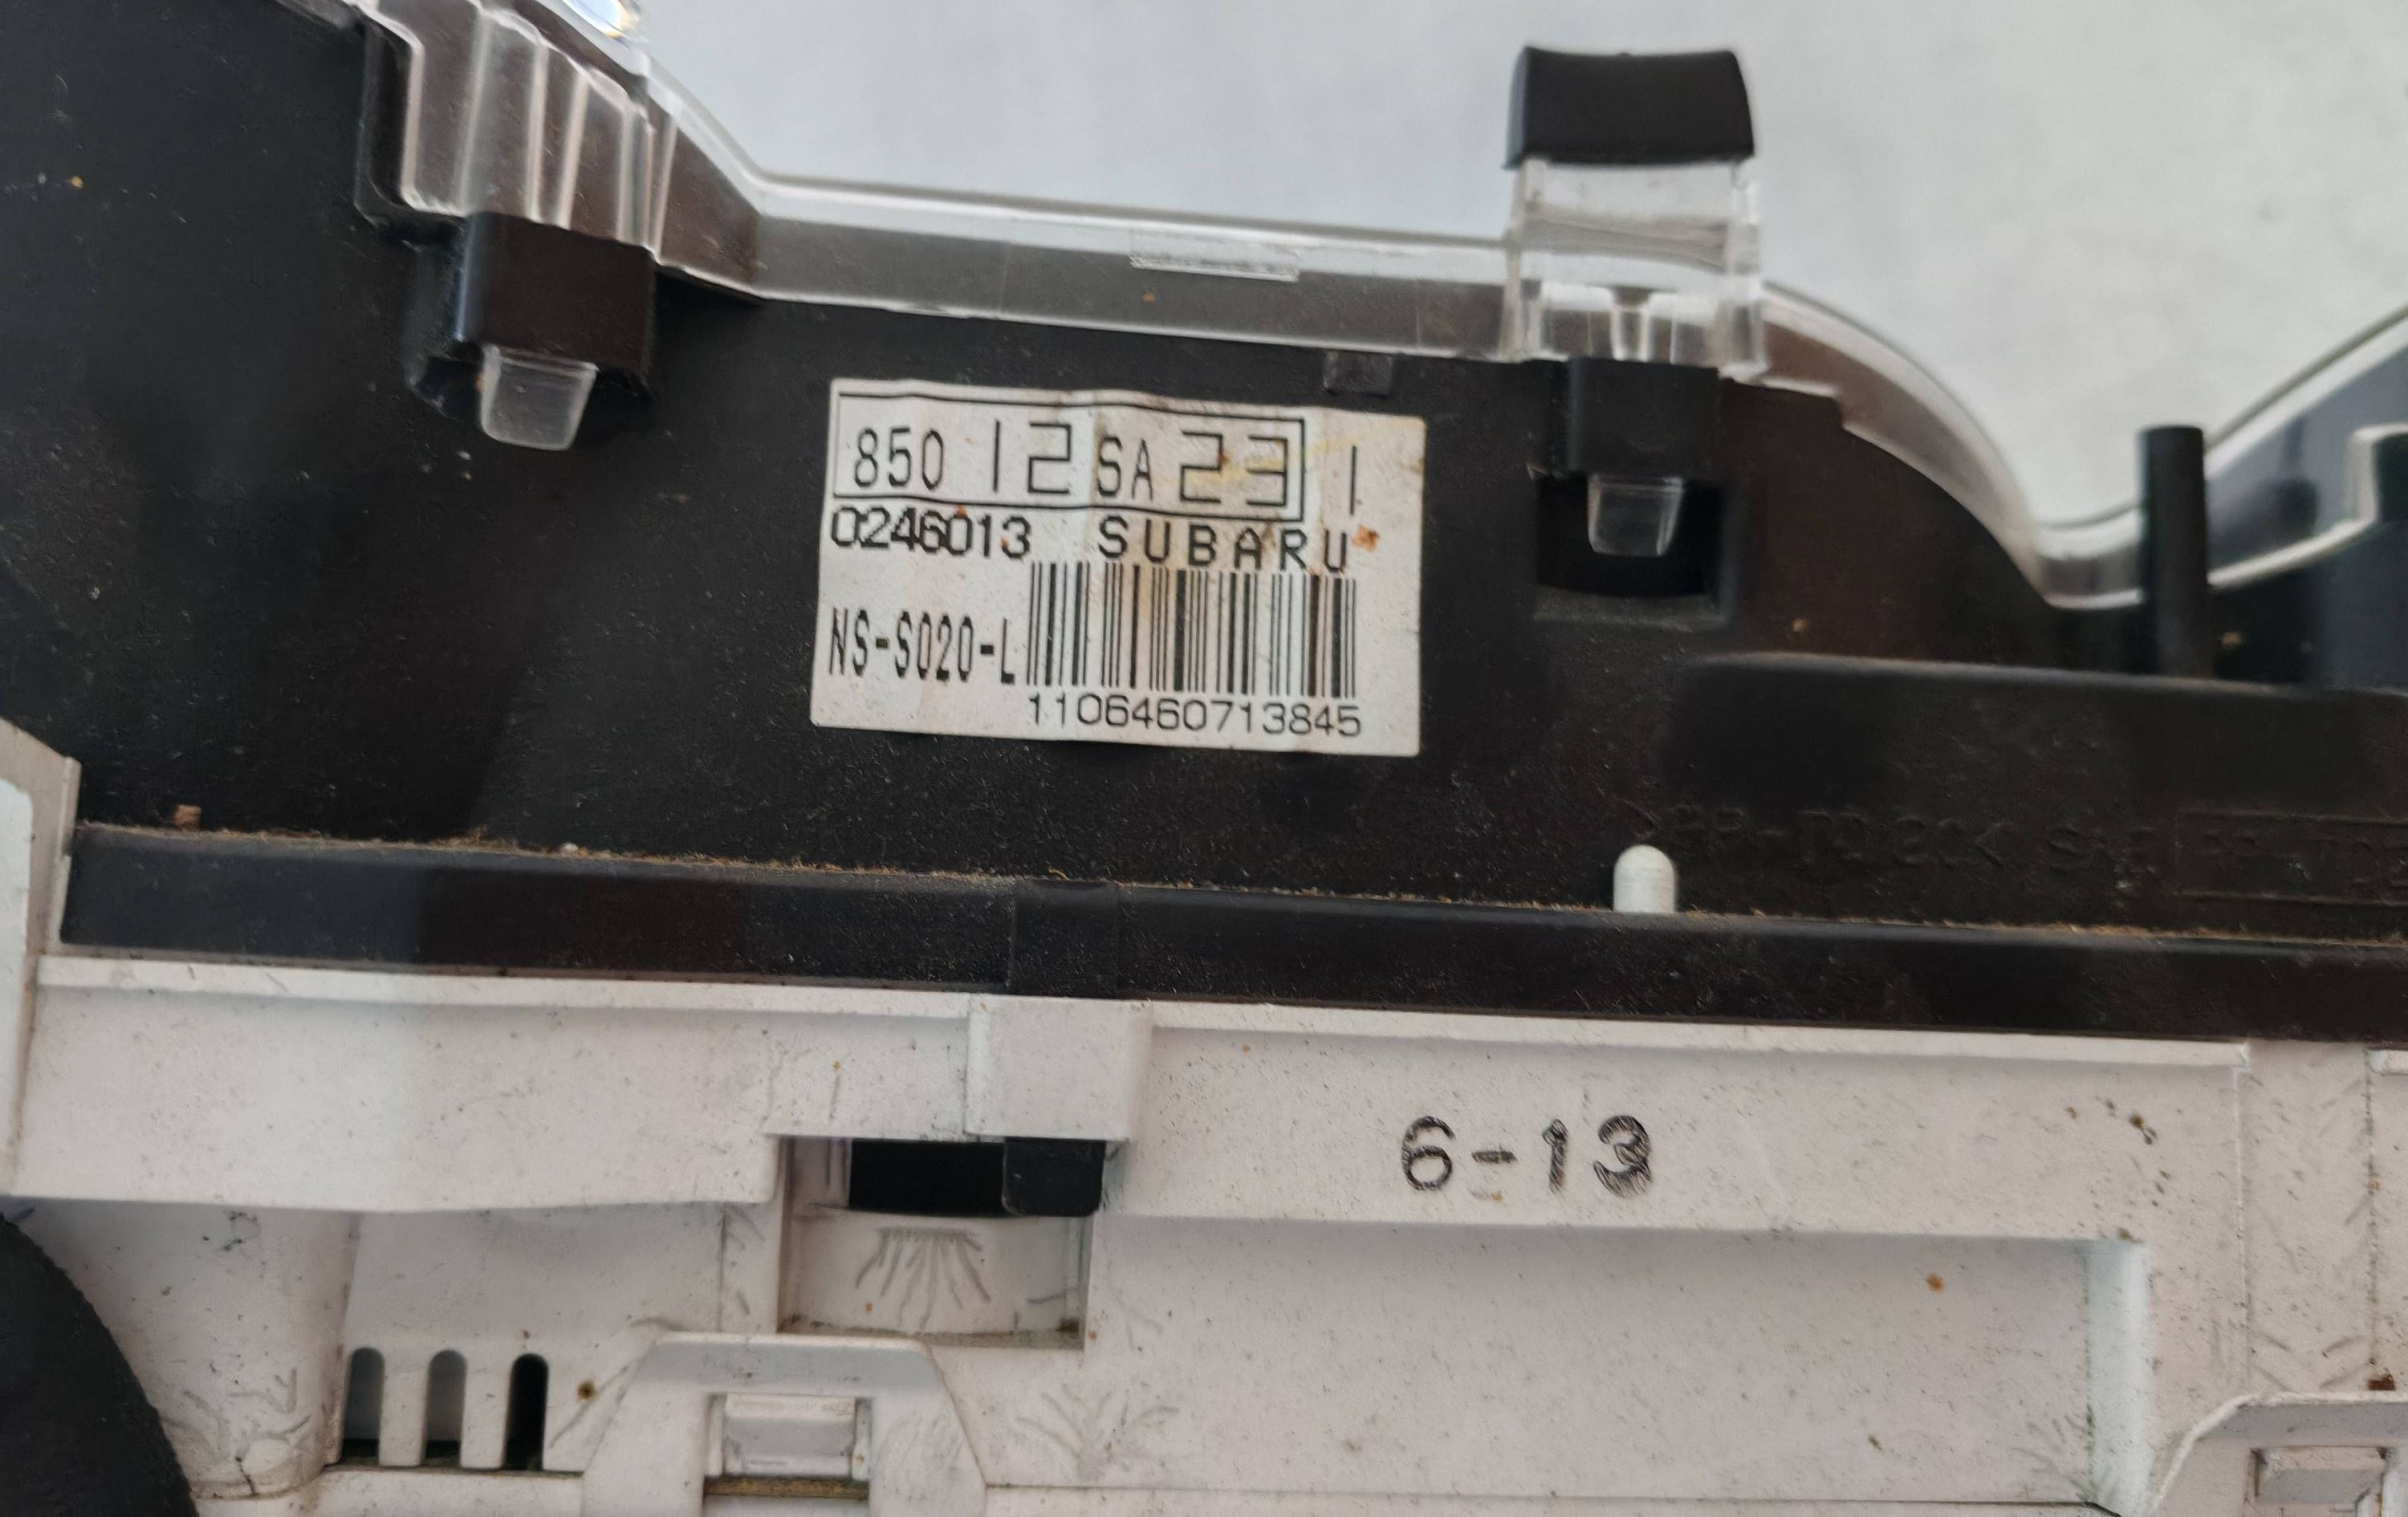 850 12 SA 23 1
0246013 SUBARU
NS-S020-L
1106460713845
6-13